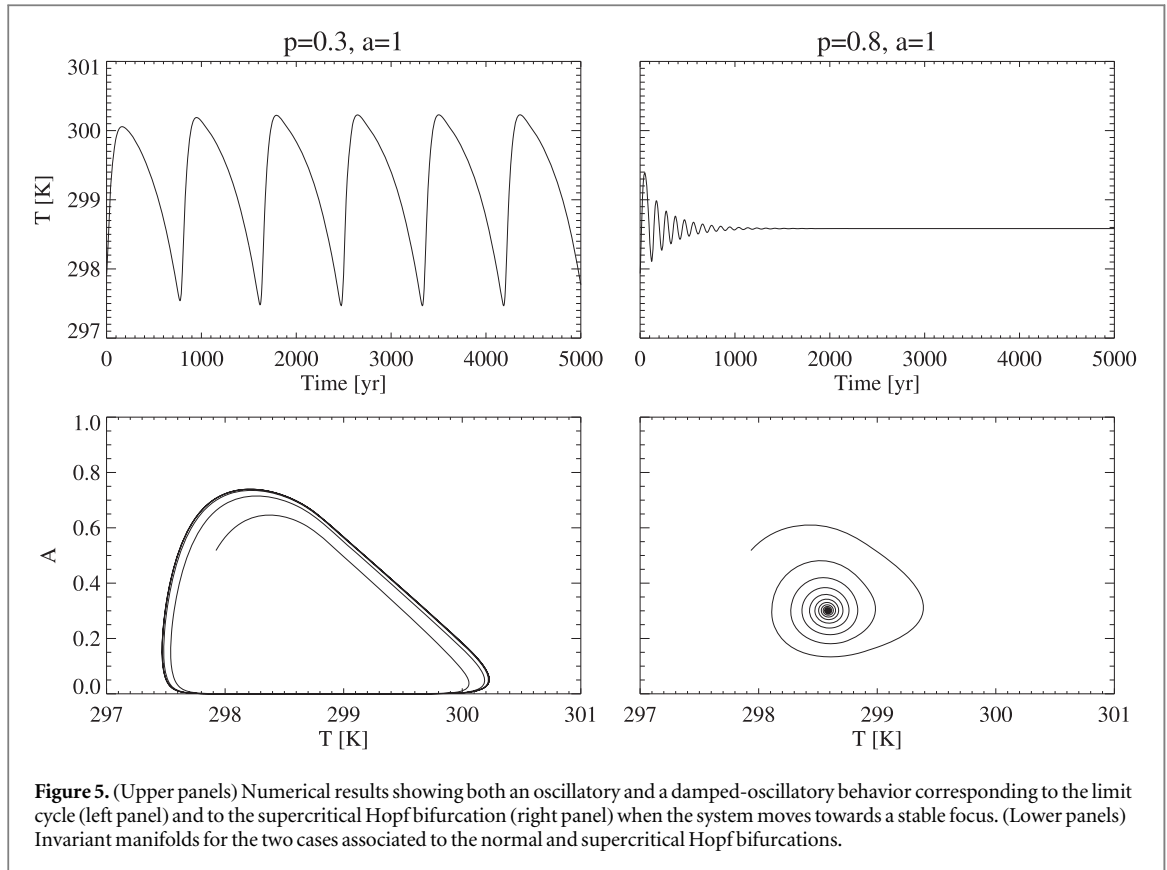 p=0.3, a=1
p=0.8, a=1
301
300
299
298
297
T [K]
0 1000 2000 3000 4000 5000
Time [yr]
0 1000 2000 3000 4000 5000
Time [yr]
1.0
0.8
0.6
0.4
0.2
0.0
A
297 298 299 300 301
T [K]
297 298 299 300 301
T [K]
Figure 5. (Upper panels) Numerical results showing both an oscillatory and a damped-oscillatory behavior corresponding to the limit
cycle (left panel) and to the supercritical Hopf bifurcation (right panel) when the system moves towards a stable focus. (Lower panels)
Invariant manifolds for the two cases associated to the normal and supercritical Hopf bifurcations.